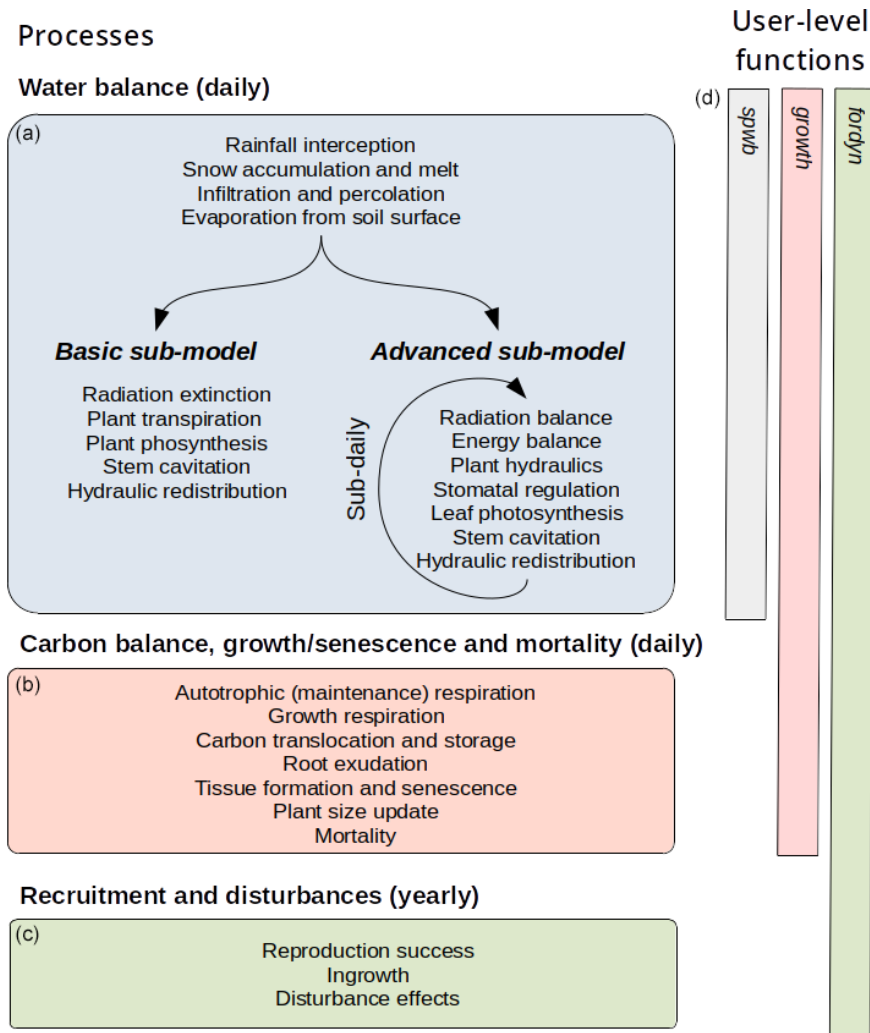 Processes
User-level
functions
Water balance (daily)
(a)
Rainfall interception
Snow accumulation and melt
Infiltration and percolation
Evaporation from soil surface
Basic sub-model
Radiation extinction
Plant transpiration
Plant phosynthesis
Stem cavitation
Hydraulic redistribution
Advanced sub-model
Sub-daily
Radiation balance
Energy balance
Plant hydraulics
Stomatal regulation
Leaf photosynthesis
Stem cavitation
Hydraulic redistribution
Carbon balance, growth/senescence and mortality (daily)
(b)
Autotrophic (maintenance) respiration
Growth respiration
Carbon translocation and storage
Root exudation
Tissue formation and senescence
Plant size update
Mortality
Recruitment and disturbances (yearly)
(c)
Reproduction success
Ingrowth
Disturbance effects
(d)
spwb
growth
fordyn